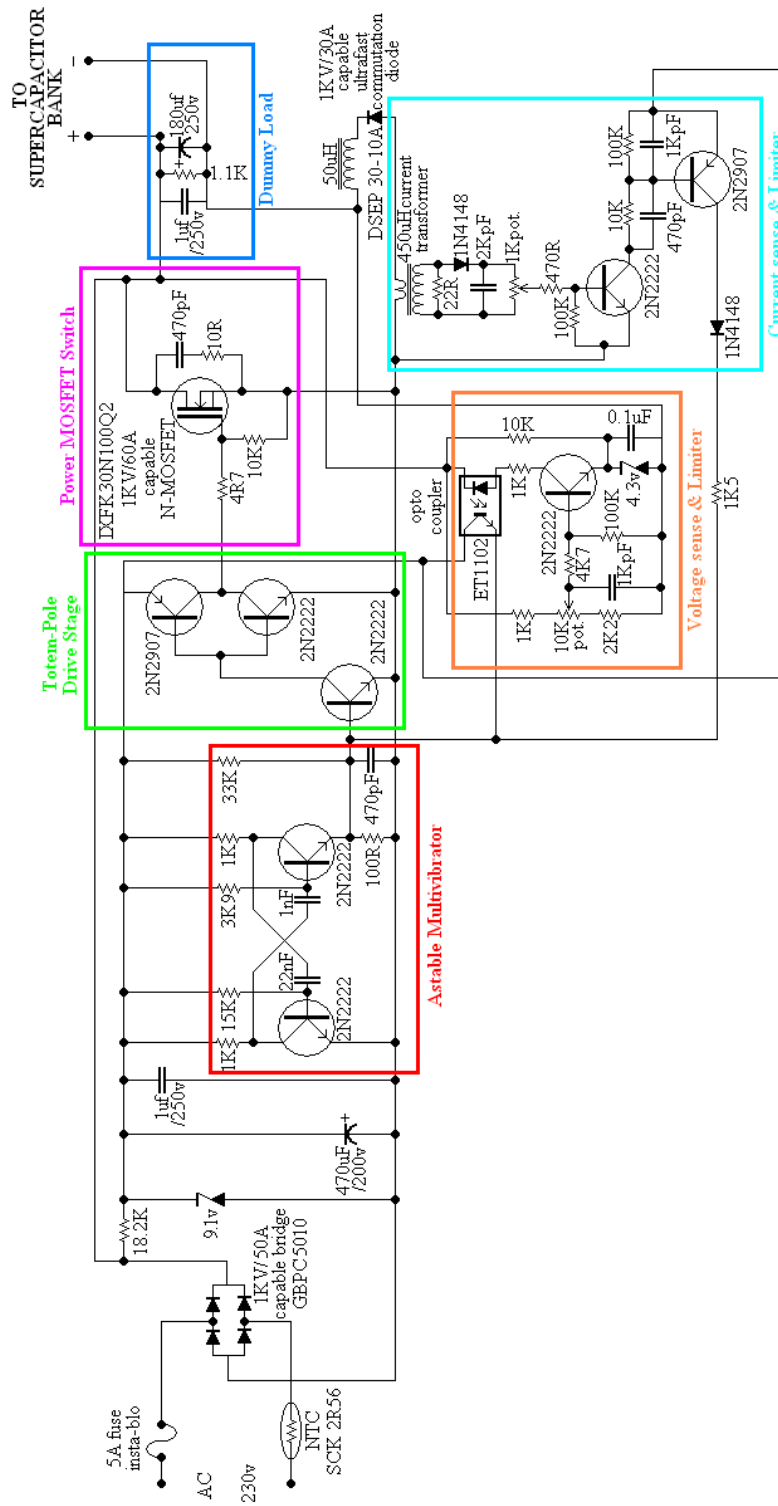 5A fuse
insta-blo
AC
230v
NTC
SCK 2R56
1KV/50A
capable bridge
GBPC5010
18.2K
9.1v
470uF
/200v
1uf
/250v
1K
15K
3K9
1K
33K
22nF
1nF
2N2222
2N2222
100R
470pF
Astable Multivibrator
Totem-Pole
Drive Stage
2N2907
2N2222
2N2222
Power MOSFET Switch
IXFK30N100Q2
1KV/60A
capable
N-MOSFET
4R7
10K
470pF
10R
TO
SUPERCAPACITOR
BANK
+
-
1uf
/250v
+
1.1K
180uf
250v
Dummy Load
50uH
1KV/30A
capable
ultrafast
commutation
diode
DSEP 30-10A
450uHcurrent
transformer
22R
1N4148
2KpF
1Kpot.
470R
100K
2N2222
10K
470pF
100K
1KpF
2N2907
1N4148
Current sense & Limiter
1K5
opto
coupler
ET1102
10K
1K
2N2222
0.1uF
4.3v
100K
4K7
1KpF
1K
10K
pot.
2K2
Voltage sense & Limiter